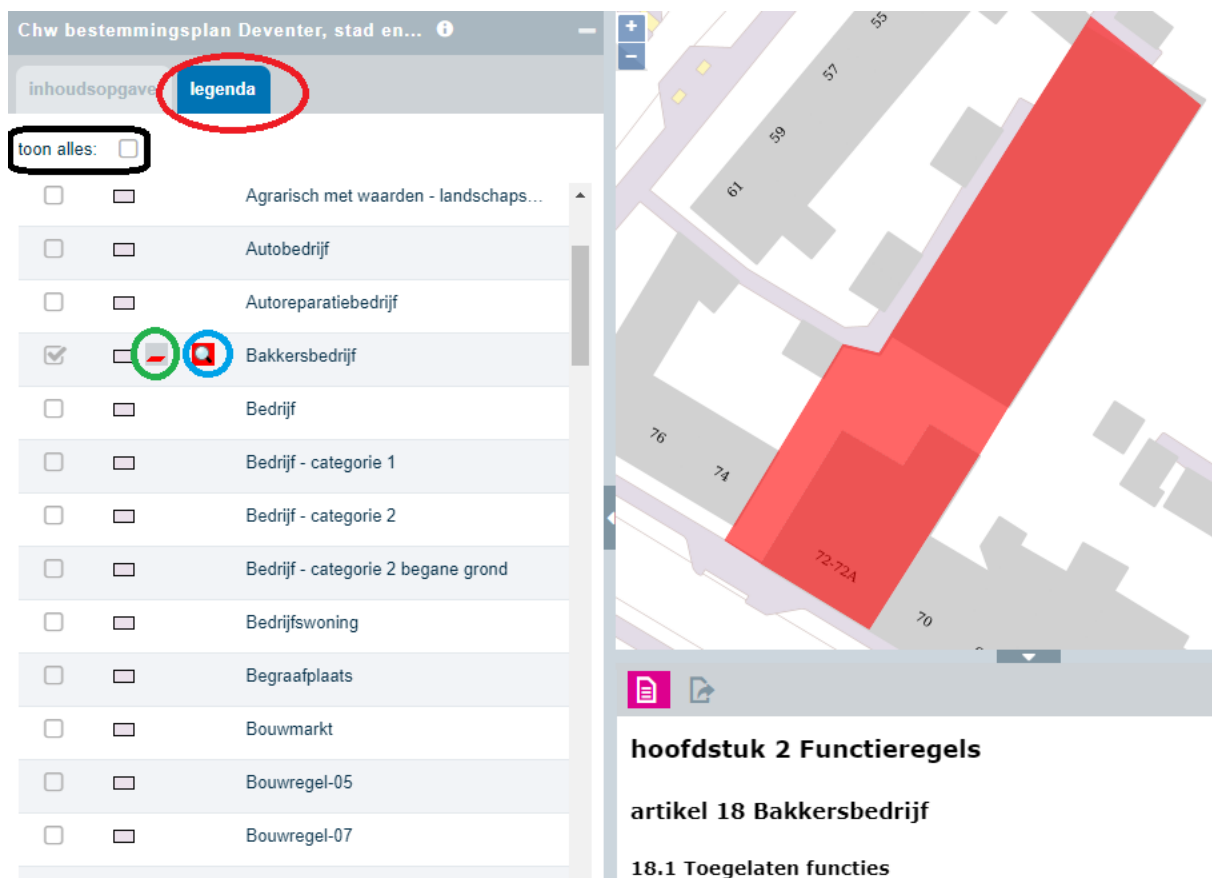 Chw bestemmingsplan Deventer, stad en...
inhoudsopgave
legenda
toon alles:
Agrarisch met waarden - landschaps...
Autobedrijf
Autoreparatiebedrijf
Bakkersbedrijf
Bedrijf
Bedrijf - categorie 1
Bedrijf - categorie 2
Bedrijf - categorie 2 begane grond
Bedrijfswoning
Begraafplaats
Bouwmarkt
Bouwregel-05
Bouwregel-07
+
−
55
57
59
61
76
74
72-72A
70
hoofdstuk 2 Functieregels
artikel 18 Bakkersbedrijf
18.1 Toegelaten functies